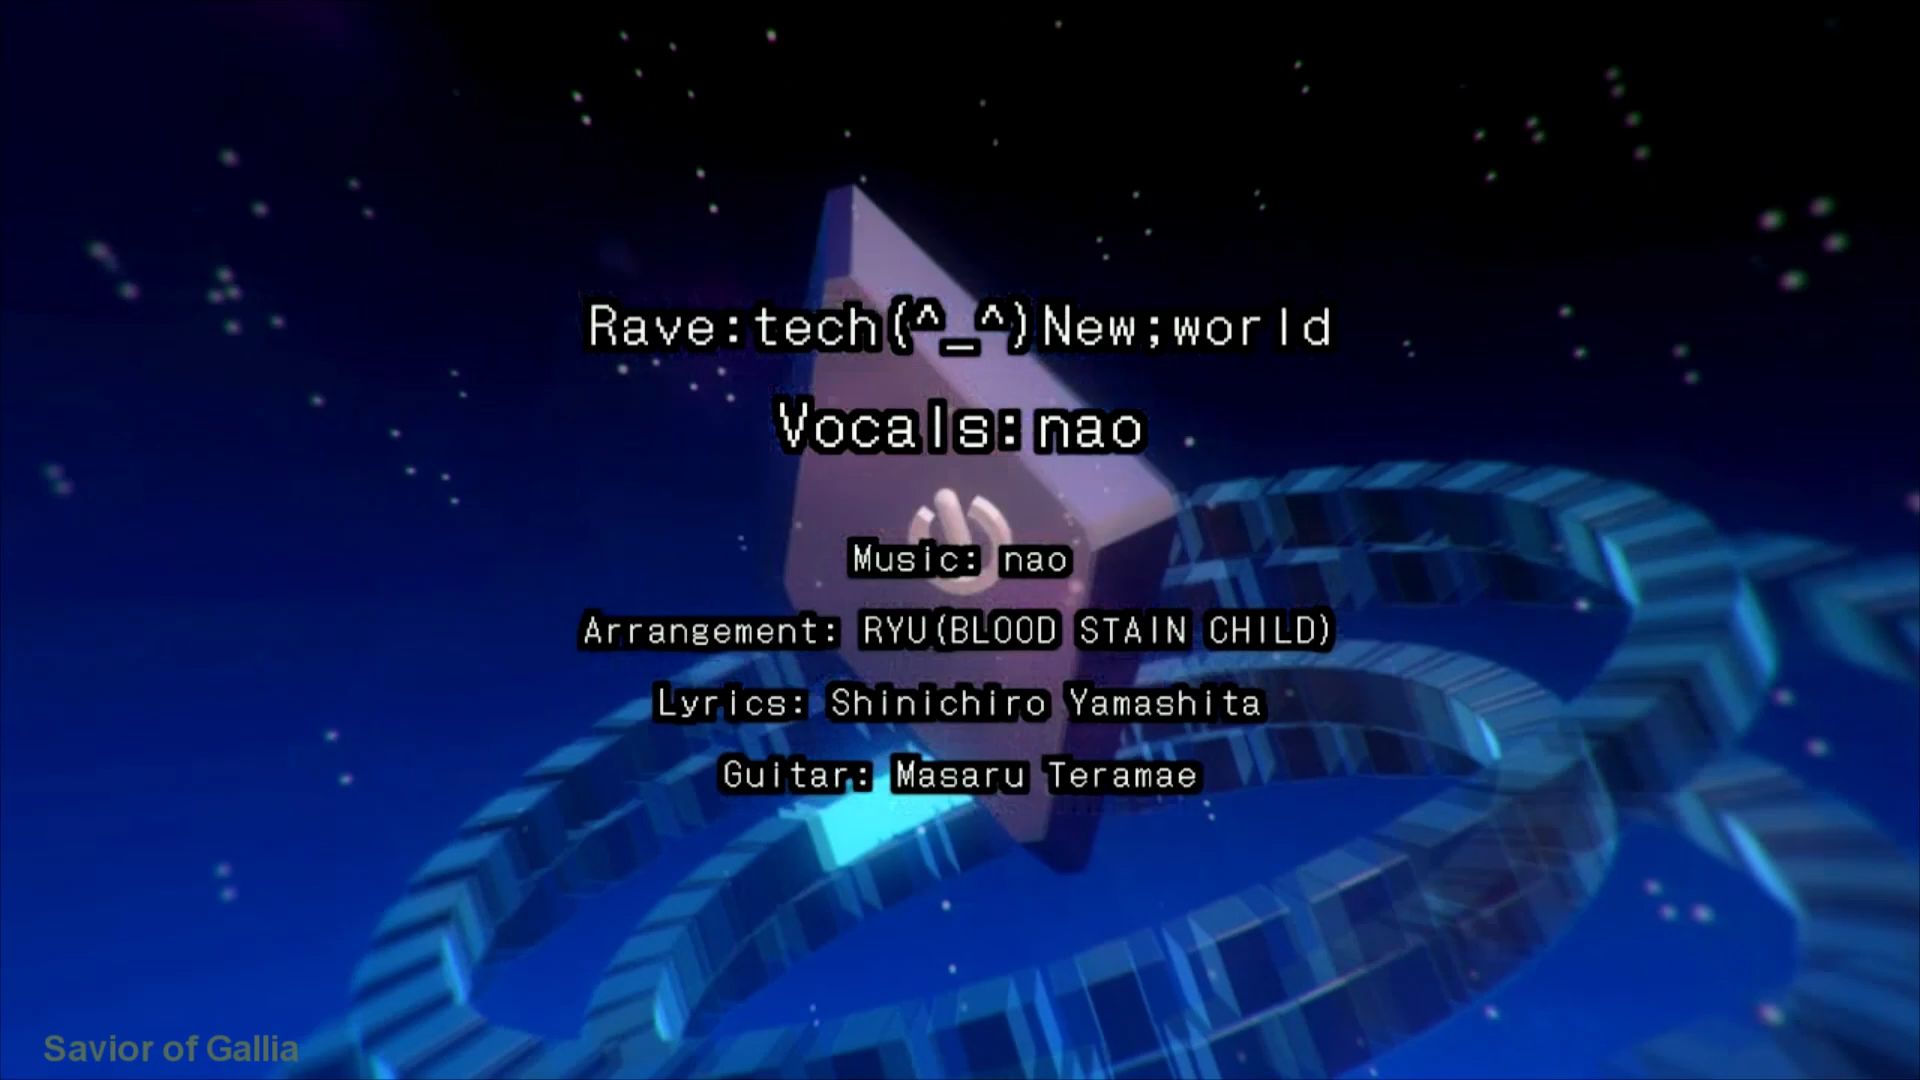 Rave:tech(^_^)New;world
Vocals:nao
Music: nao
Arrangement: RYU(BLOOD STAIN CHILD)
Lyrics: Shinichiro Yamashita
Guitar: Masaru Teramae
Savior of Gallia